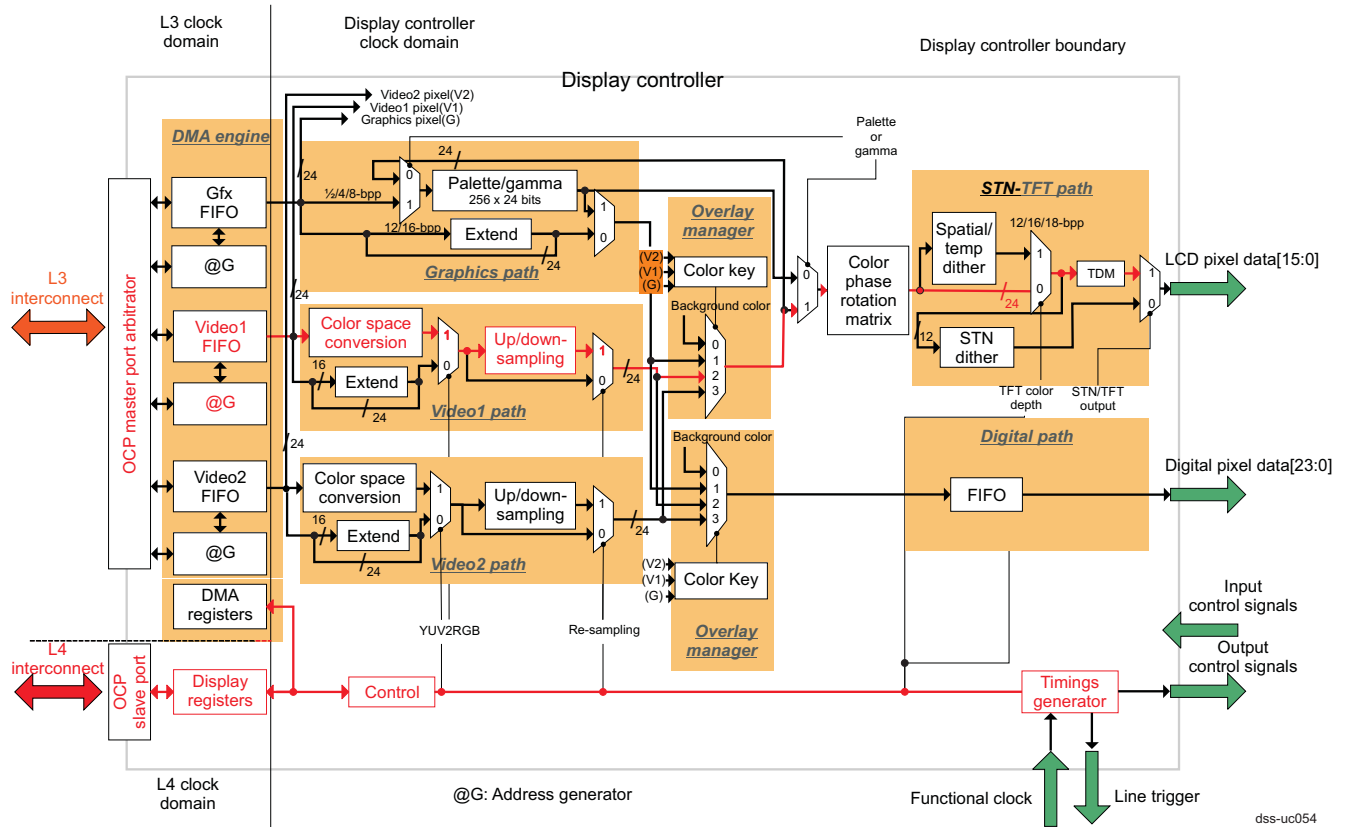 L3 clock
domain
Display controller
clock domain
Display controller boundary
Display controller
Video2 pixel(V2)
Video1 pixel(V1)
Graphics pixel(G)
DMA engine
24
Gfx
FIFO
@G
Video1
FIFO
@G
24
Video2
FIFO
@G
DMA
registers
OCP master port arbitrator
L3
interconnect
½/4/8-bpp
24
0
1
Palette/gamma
256 x 24 bits
12/16-bpp
Extend
24
1
0
Graphics path
Palette
or
gamma
Color space
conversion
16
Extend
24
1
0
Up/down-
sampling
1
0
24
Video1 path
Color space
conversion
16
Extend
24
1
0
Up/down-
sampling
1
0
24
Video2 path
Overlay
manager
(V2)
(V1)
(G)
Color key
Background color
0
1
2
3
Background color
0
1
2
3
(V2)
(V1)
(G)
Color Key
Overlay
manager
0
1
Color
phase
rotation
matrix
STN-TFT path
Spatial/
temp
dither
12/16/18-bpp
1
0
24
TDM
1
0
12
STN
dither
LCD pixel data[15:0]
TFT color
depth
STN/TFT
output
Digital path
FIFO
Digital pixel data[23:0]
Input
control signals
Output
control signals
YUV2RGB
Re-sampling
L4
interconnect
OCP
slave port
Display
registers
Control
Timings
generator
L4 clock
domain
@G: Address generator
Functional clock
Line trigger
dss-uc054